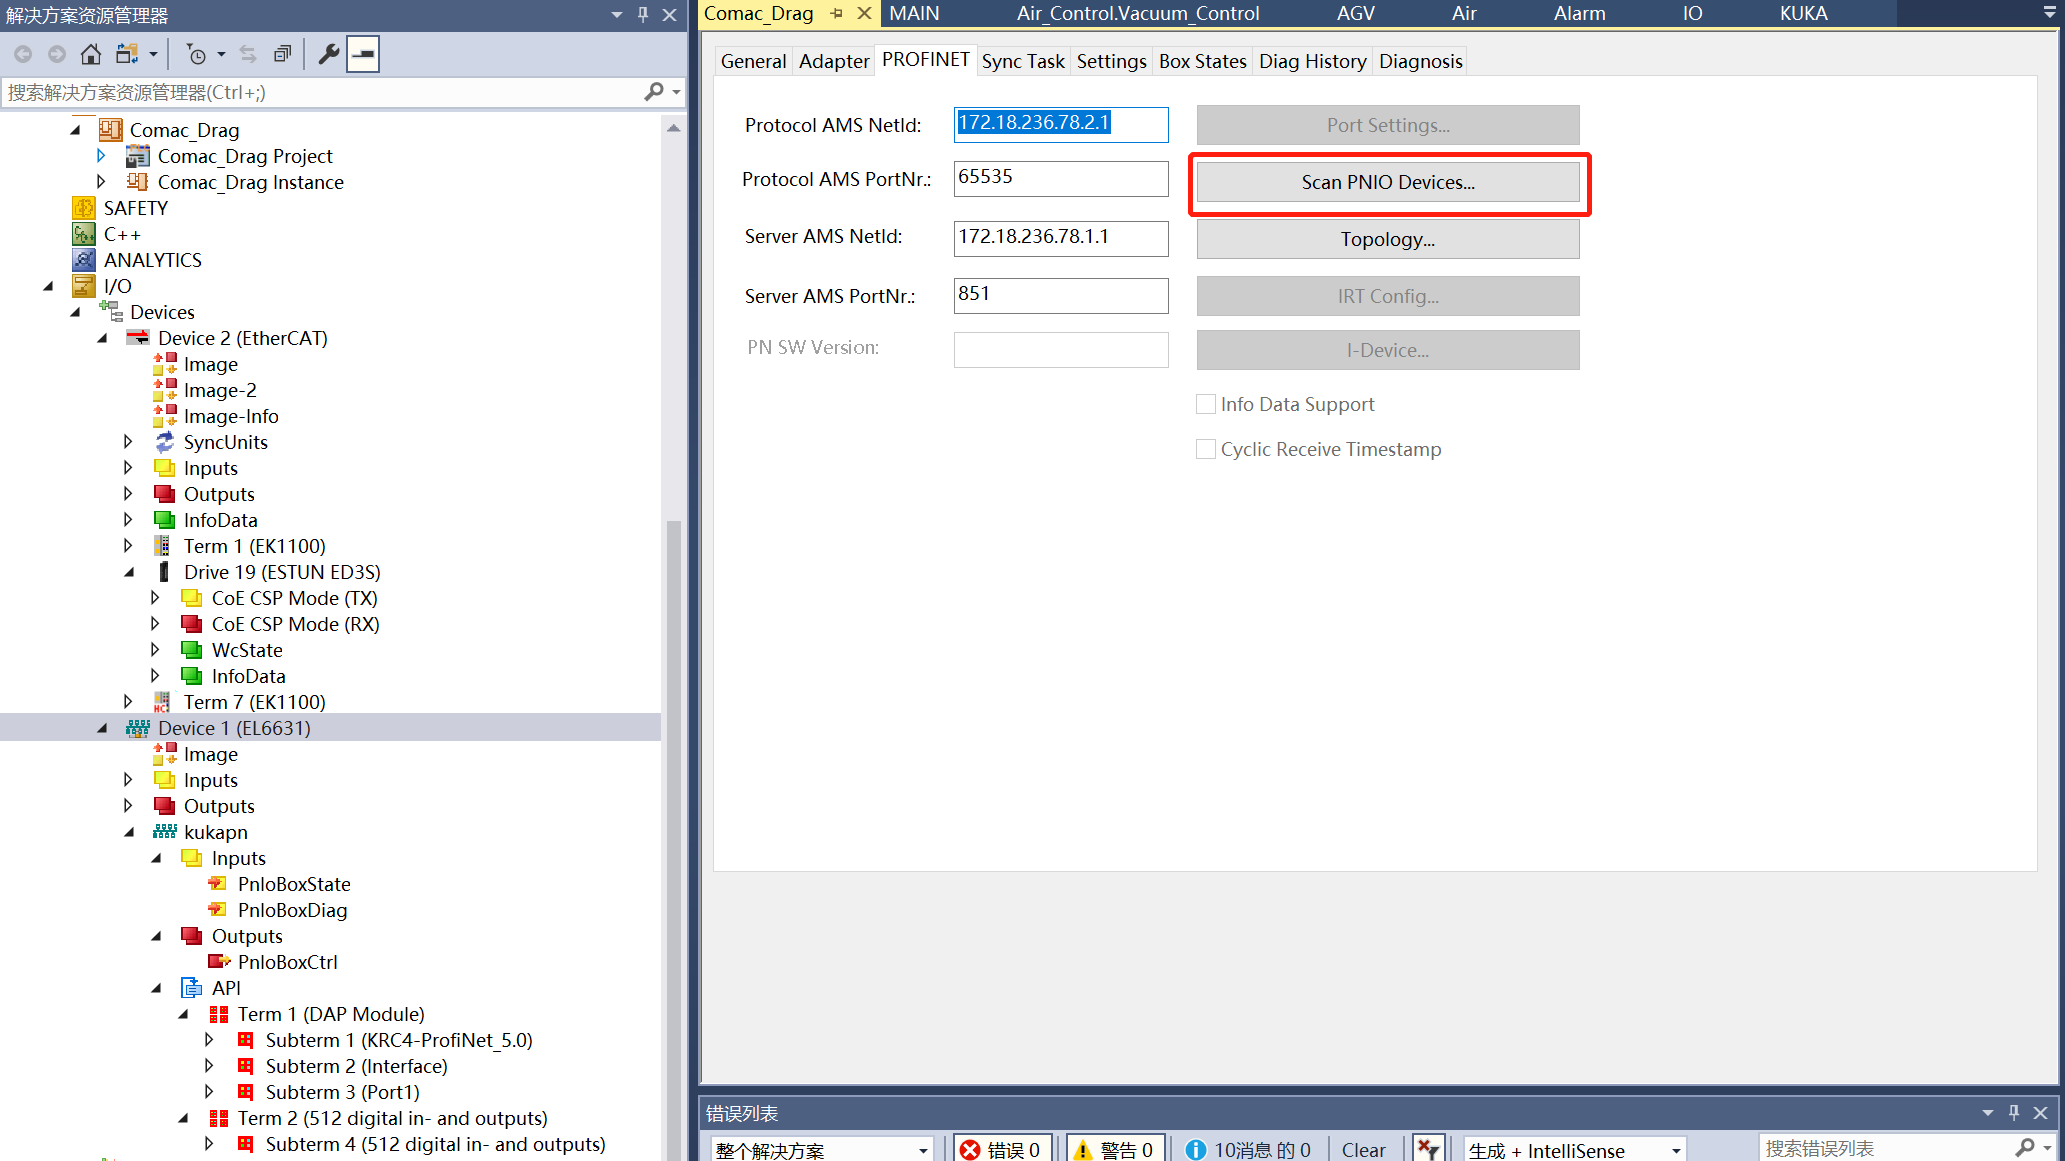 解决方案资源管理器
搜索解决方案资源管理器(Ctrl+;)
Comac_Drag
Comac_Drag Project
Comac_Drag Instance
SAFETY
C++
ANALYTICS
I/O
Devices
Device 2 (EtherCAT)
Image
Image-2
Image-Info
SyncUnits
Inputs
Outputs
InfoData
Term 1 (EK1100)
Drive 19 (ESTUN ED3S)
CoE CSP Mode (TX)
CoE CSP Mode (RX)
WcState
InfoData
Term 7 (EK1100)
Device 1 (EL6631)
Image
Inputs
Outputs
kukapn
Inputs
PnIoBoxState
PnIoBoxDiag
Outputs
PnIoBoxCtrl
API
Term 1 (DAP Module)
Subterm 1 (KRC4-ProfiNet_5.0)
Subterm 2 (Interface)
Subterm 3 (Port1)
Term 2 (512 digital in- and outputs)
Subterm 4 (512 digital in- and outputs)
Comac_Drag MAIN Air_Control.Vacuum_Control AGV Air Alarm IO KUKA
General Adapter PROFINET Sync Task Settings Box States Diag History Diagnosis
Protocol AMS NetId: 172.18.236.78.2.1 Port Settings...
Protocol AMS PortNr.: 65535 Scan PNIO Devices...
Server AMS NetId: 172.18.236.78.1.1 Topology...
Server AMS PortNr.: 851 IRT Config...
PN SW Version: I-Device...
Info Data Support
Cyclic Receive Timestamp
错误列表
整个解决方案 错误 0 警告 0 10消息 的 0 Clear 生成 + IntelliSense 搜索错误列表